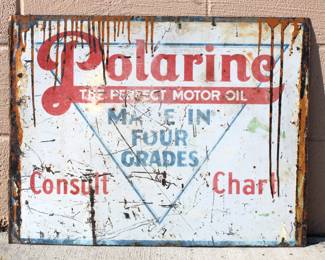 Polarine
THE PERFECT MOTOR OIL
MADE IN
FOUR
GRADES
Consult Chart